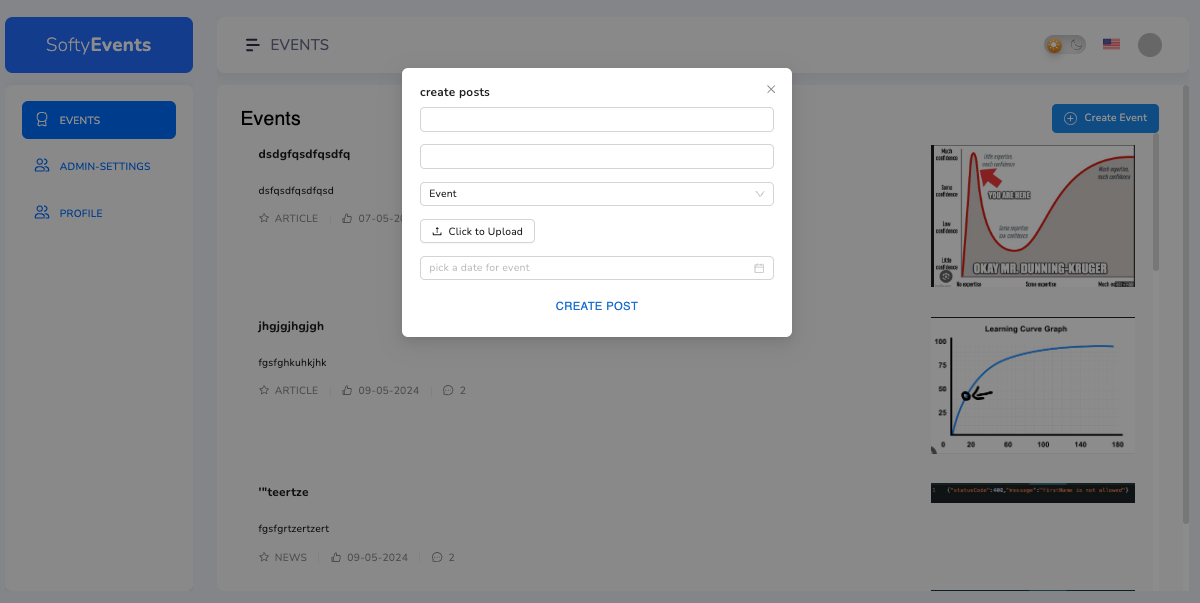 SoftyEvents
EVENTS
EVENTS
ADMIN-SETTINGS
PROFILE
Events
Create Event
create posts
Event
Click to Upload
pick a date for event
CREATE POST
dsdgfqsdfqsdfq
dsfqsdfqsdfqsd
ARTICLE
07-05-2
Much confidence
Some confidence
Low confidence
Little confidence
Little expertise, much confidence
YOU ARE HERE
Much expertise, much confidence
Some expertise low confidence
OKAY MR. DUNNING-KRUGER
No expertise
Some expertise
jhgjgjhgjgh
fgsfghkuhkjhk
ARTICLE
09-05-2024
2
Learning Curve Graph
100
75
50
25
0 20 60 100 140 180
'"teertze
fgsfgrtzertzert
NEWS
09-05-2024
2
1 {"statusCode":400,"message":"firstName is not allowed"}